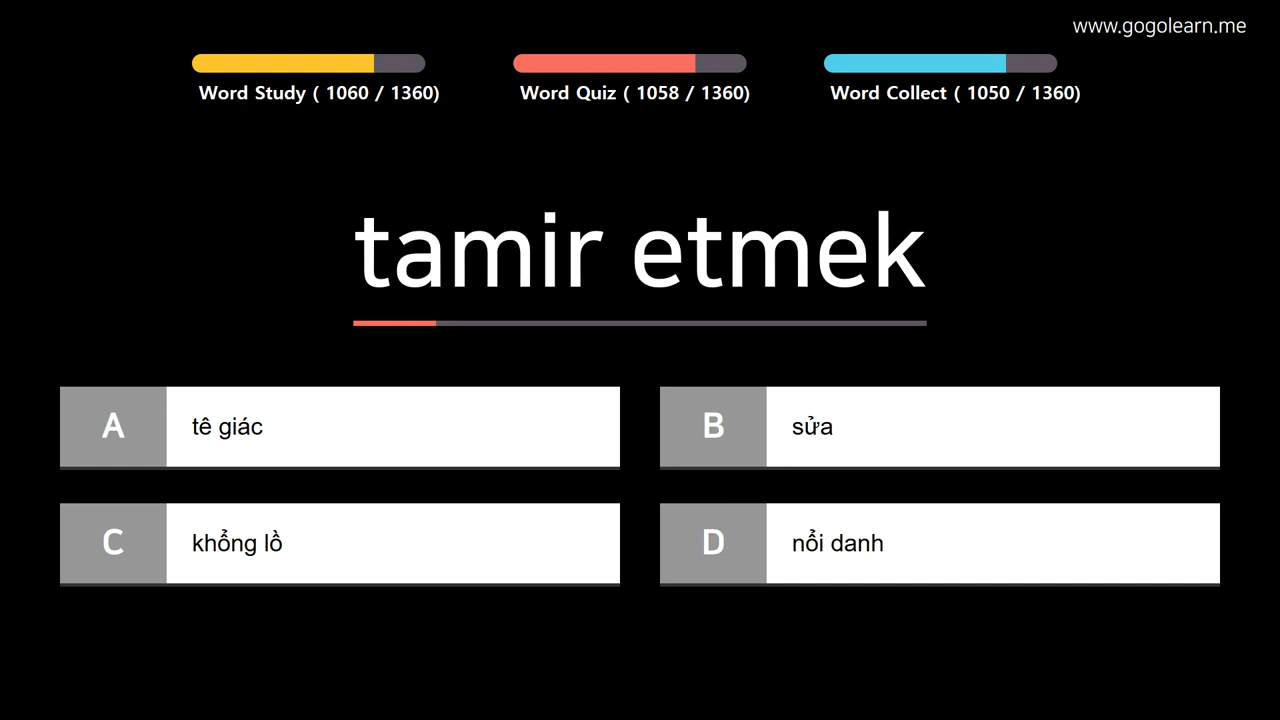 www.gogolearn.me
Word Study ( 1060 / 1360)
Word Quiz ( 1058 / 1360)
Word Collect ( 1050 / 1360)
tamir etmek
A tê giác
B sửa
C khổng lồ
D nổi danh